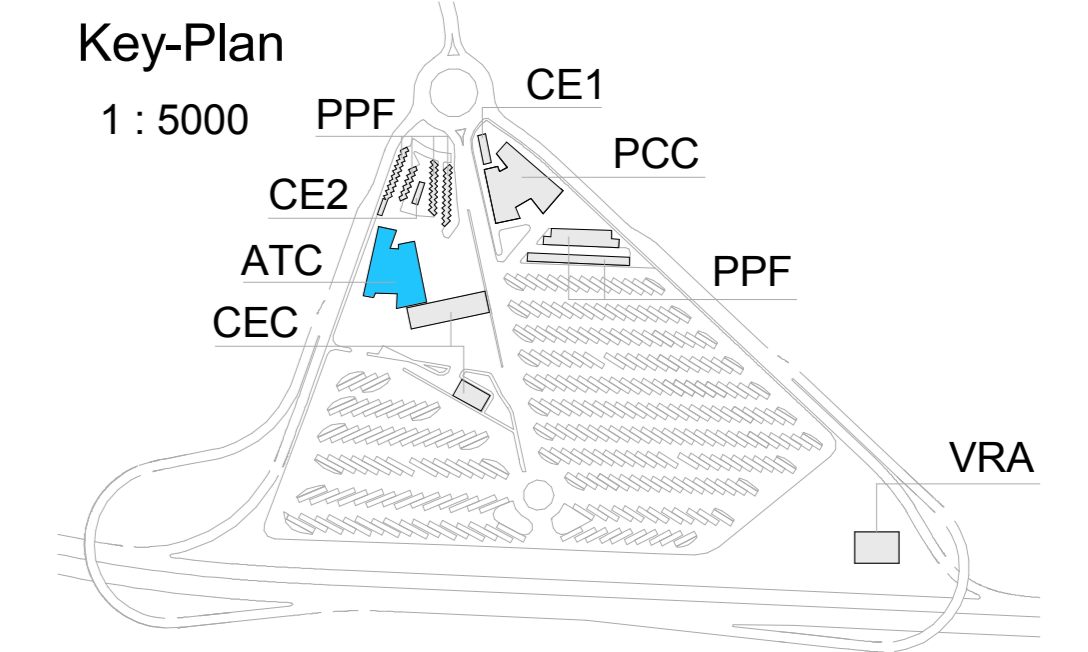 Key-Plan
1 : 5000
PPF
CE1
PCC
CE2
ATC
PPF
CEC
VRA